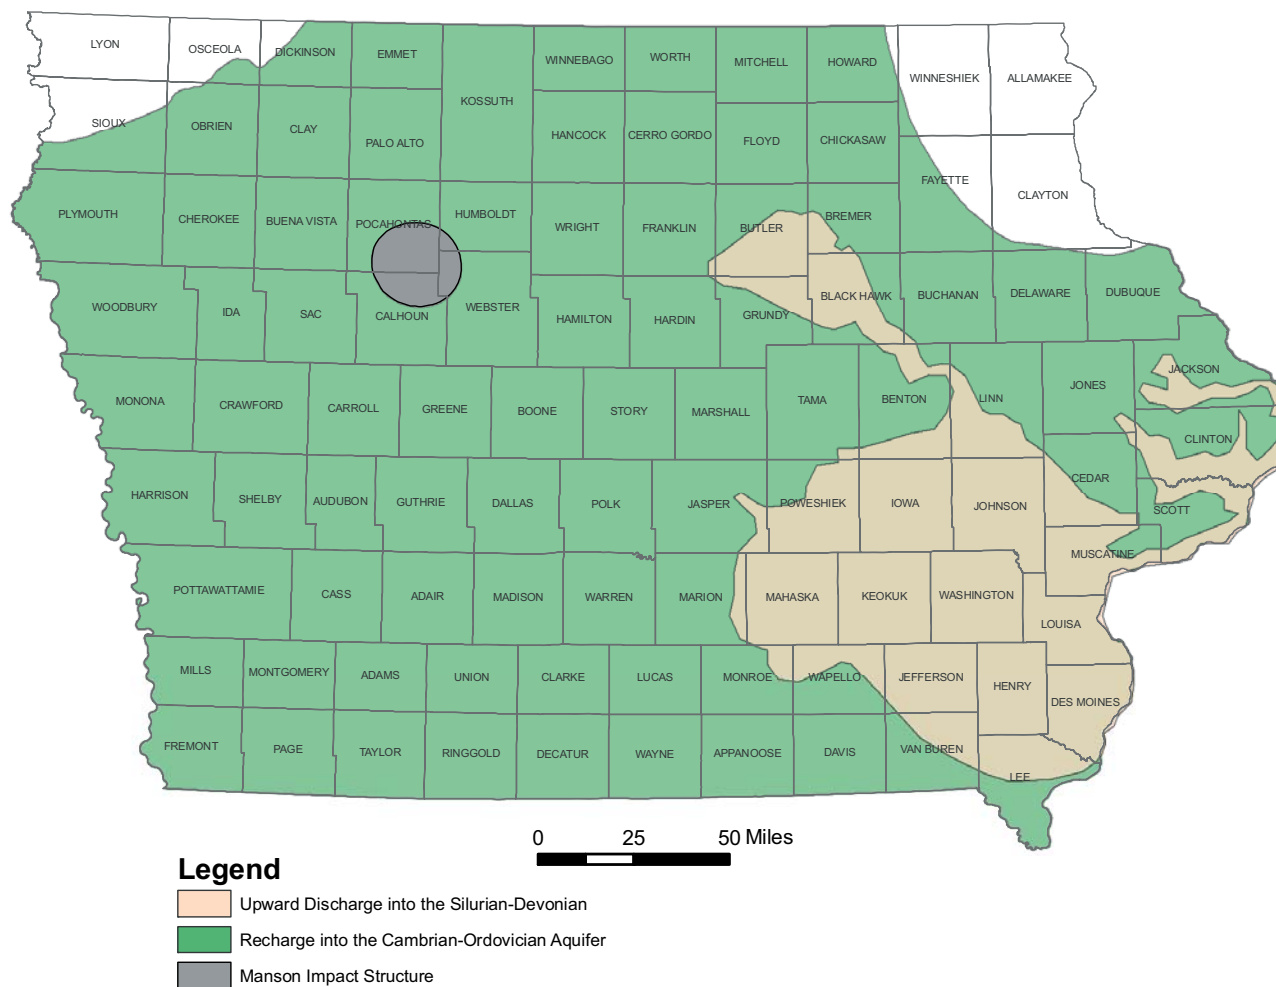 LYON OSCEOLA DICKINSON EMMET WINNEBAGO WORTH MITCHELL HOWARD WINNESHIEK ALLAMAKEE
KOSSUTH
SIOUX OBRIEN CLAY PALO ALTO HANCOCK CERRO GORDO FLOYD CHICKASAW
FAYETTE CLAYTON
PLYMOUTH CHEROKEE BUENA VISTA POCAHONTAS HUMBOLDT WRIGHT FRANKLIN BUTLER BREMER
WOODBURY IDA SAC CALHOUN WEBSTER HAMILTON HARDIN GRUNDY BLACK HAWK BUCHANAN DELAWARE DUBUQUE
MONONA CRAWFORD CARROLL GREENE BOONE STORY MARSHALL TAMA BENTON LINN JONES JACKSON
CLINTON
HARRISON SHELBY AUDUBON GUTHRIE DALLAS POLK JASPER POWESHIEK IOWA JOHNSON CEDAR SCOTT
MUSCATINE
POTTAWATTAMIE CASS ADAIR MADISON WARREN MARION MAHASKA KEOKUK WASHINGTON LOUISA
MILLS MONTGOMERY ADAMS UNION CLARKE LUCAS MONROE WAPELLO JEFFERSON HENRY DES MOINES
FREMONT PAGE TAYLOR RINGGOLD DECATUR WAYNE APPANOOSE DAVIS VAN BUREN LEE
0 25 50 Miles
Legend
Upward Discharge into the Silurian-Devonian
Recharge into the Cambrian-Ordovician Aquifer
Manson Impact Structure